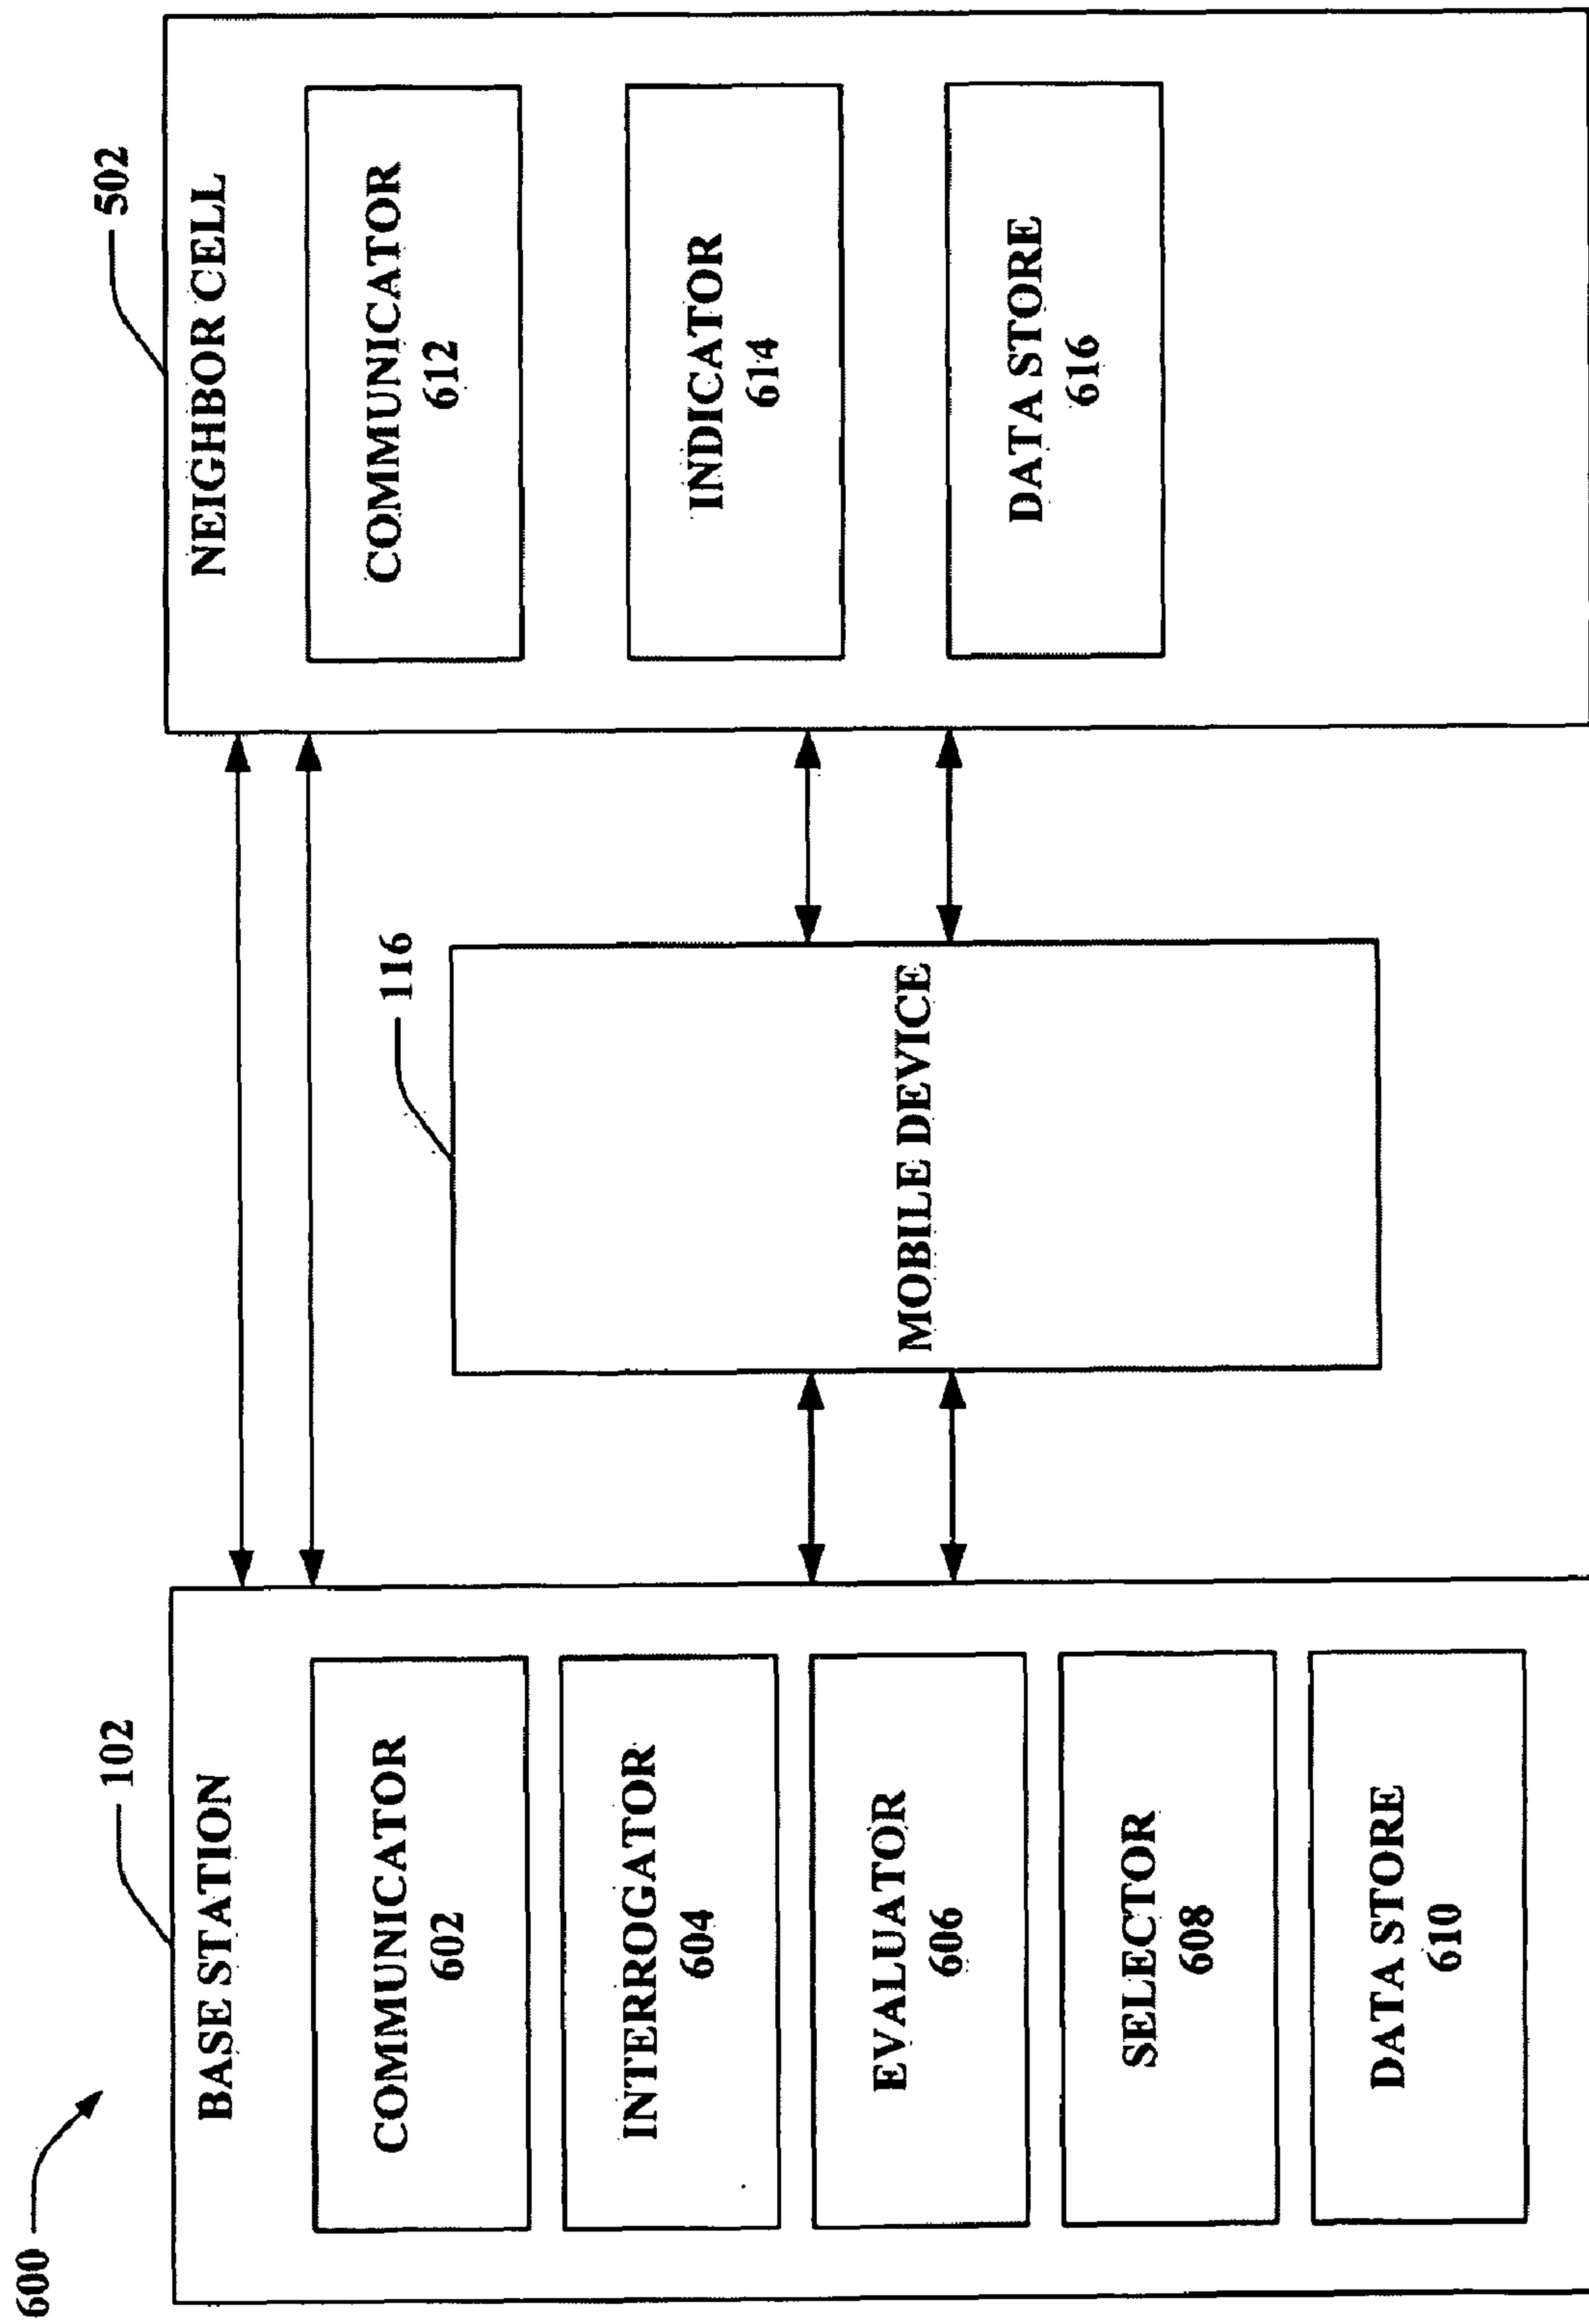 600
102
BASE STATION
COMMUNICATOR
602
INTERROGATOR
604
EVALUATOR
606
SELECTOR
608
DATA STORE
610
116
MOBILE DEVICE
502
NEIGHBOR CELL
COMMUNICATOR
612
INDICATOR
614
DATA STORE
616